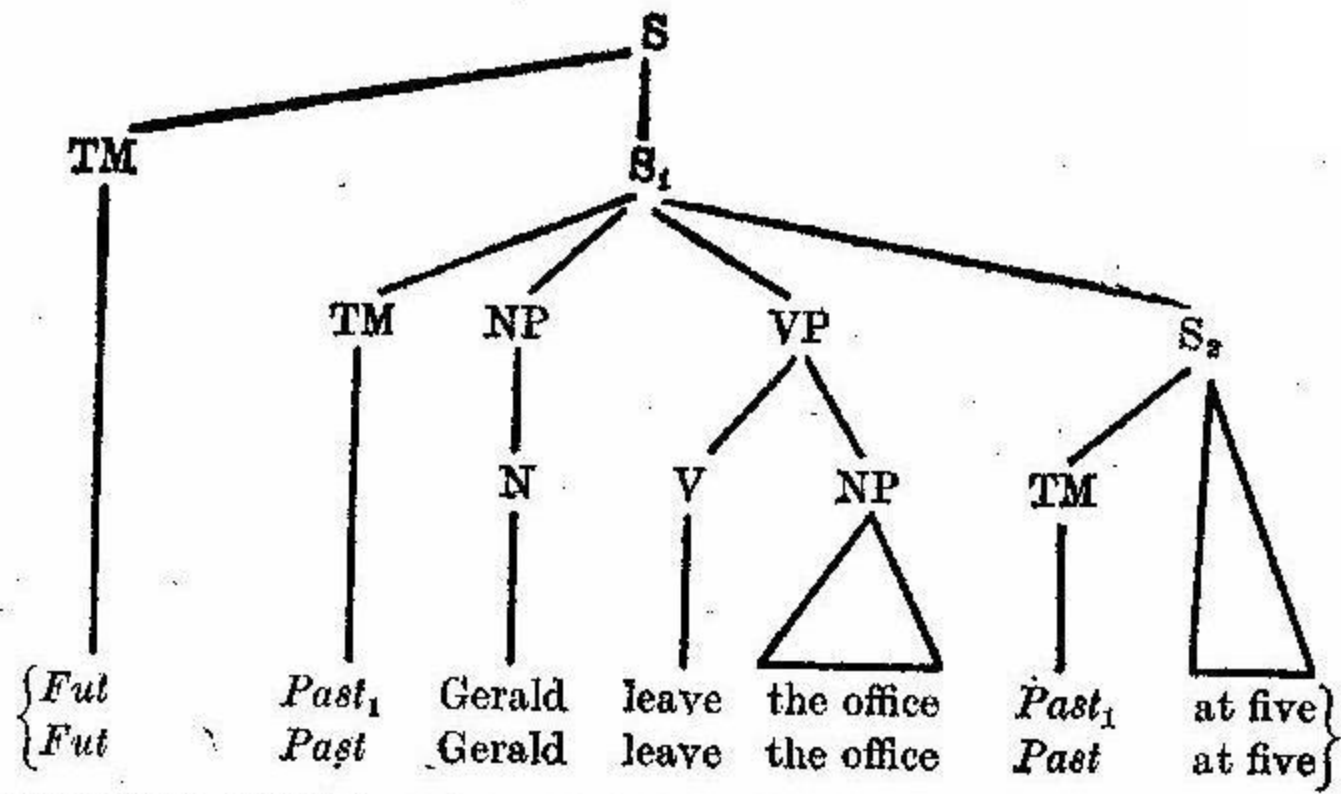 S
TM
S₁
TM NP VP S₂
N V NP TM
{Fut Past₁ Gerald leave the office Past₁ at five}
{Fut Past Gerald leave the office Past at five}